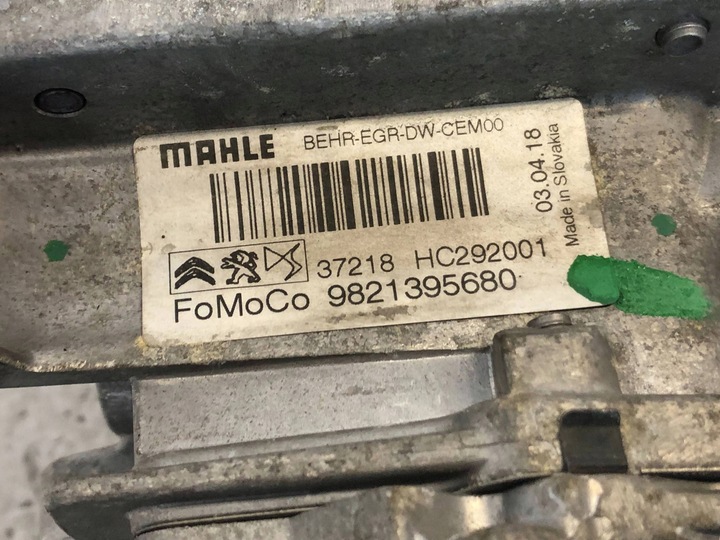 MAHLE BEHR-EGR-DW-CEM00
03.04.18
Made in Slovakia
37218 HC292001
FoMoCo 9821395680